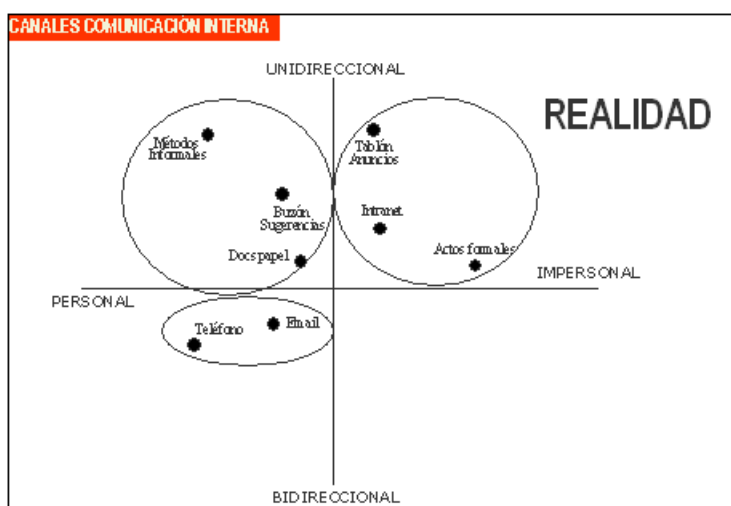 CANALES COMUNICACIÓN INTERNA
UNIDIRECCIONAL
REALIDAD
Métodos
Informales
Tablón
Anuncios
Buzón
Sugerencias
Intranet
Docs papel
Actos formales
IMPERSONAL
PERSONAL
Teléfono
Email
BIDIRECCIONAL